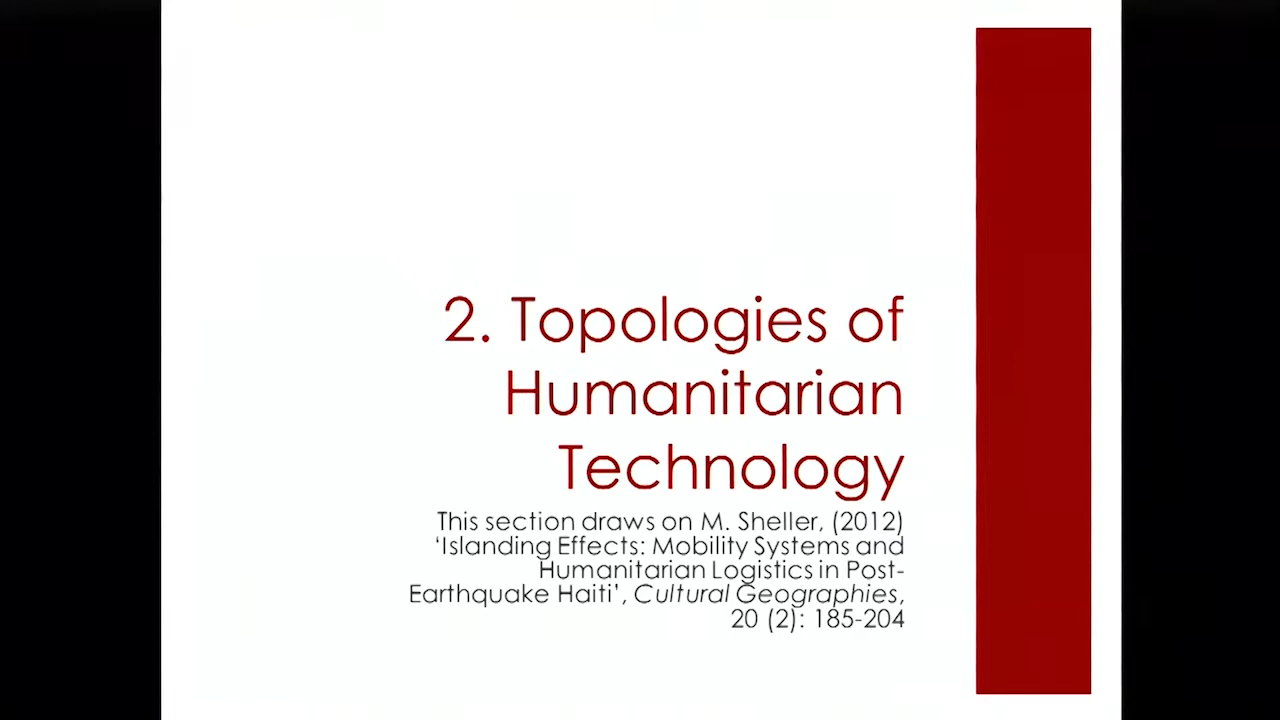 2. Topologies of
Humanitarian
Technology
This section draws on M. Sheller, (2012)
‘Islanding Effects: Mobility Systems and
Humanitarian Logistics in Post-
Earthquake Haiti’, Cultural Geographies,
20 (2): 185-204